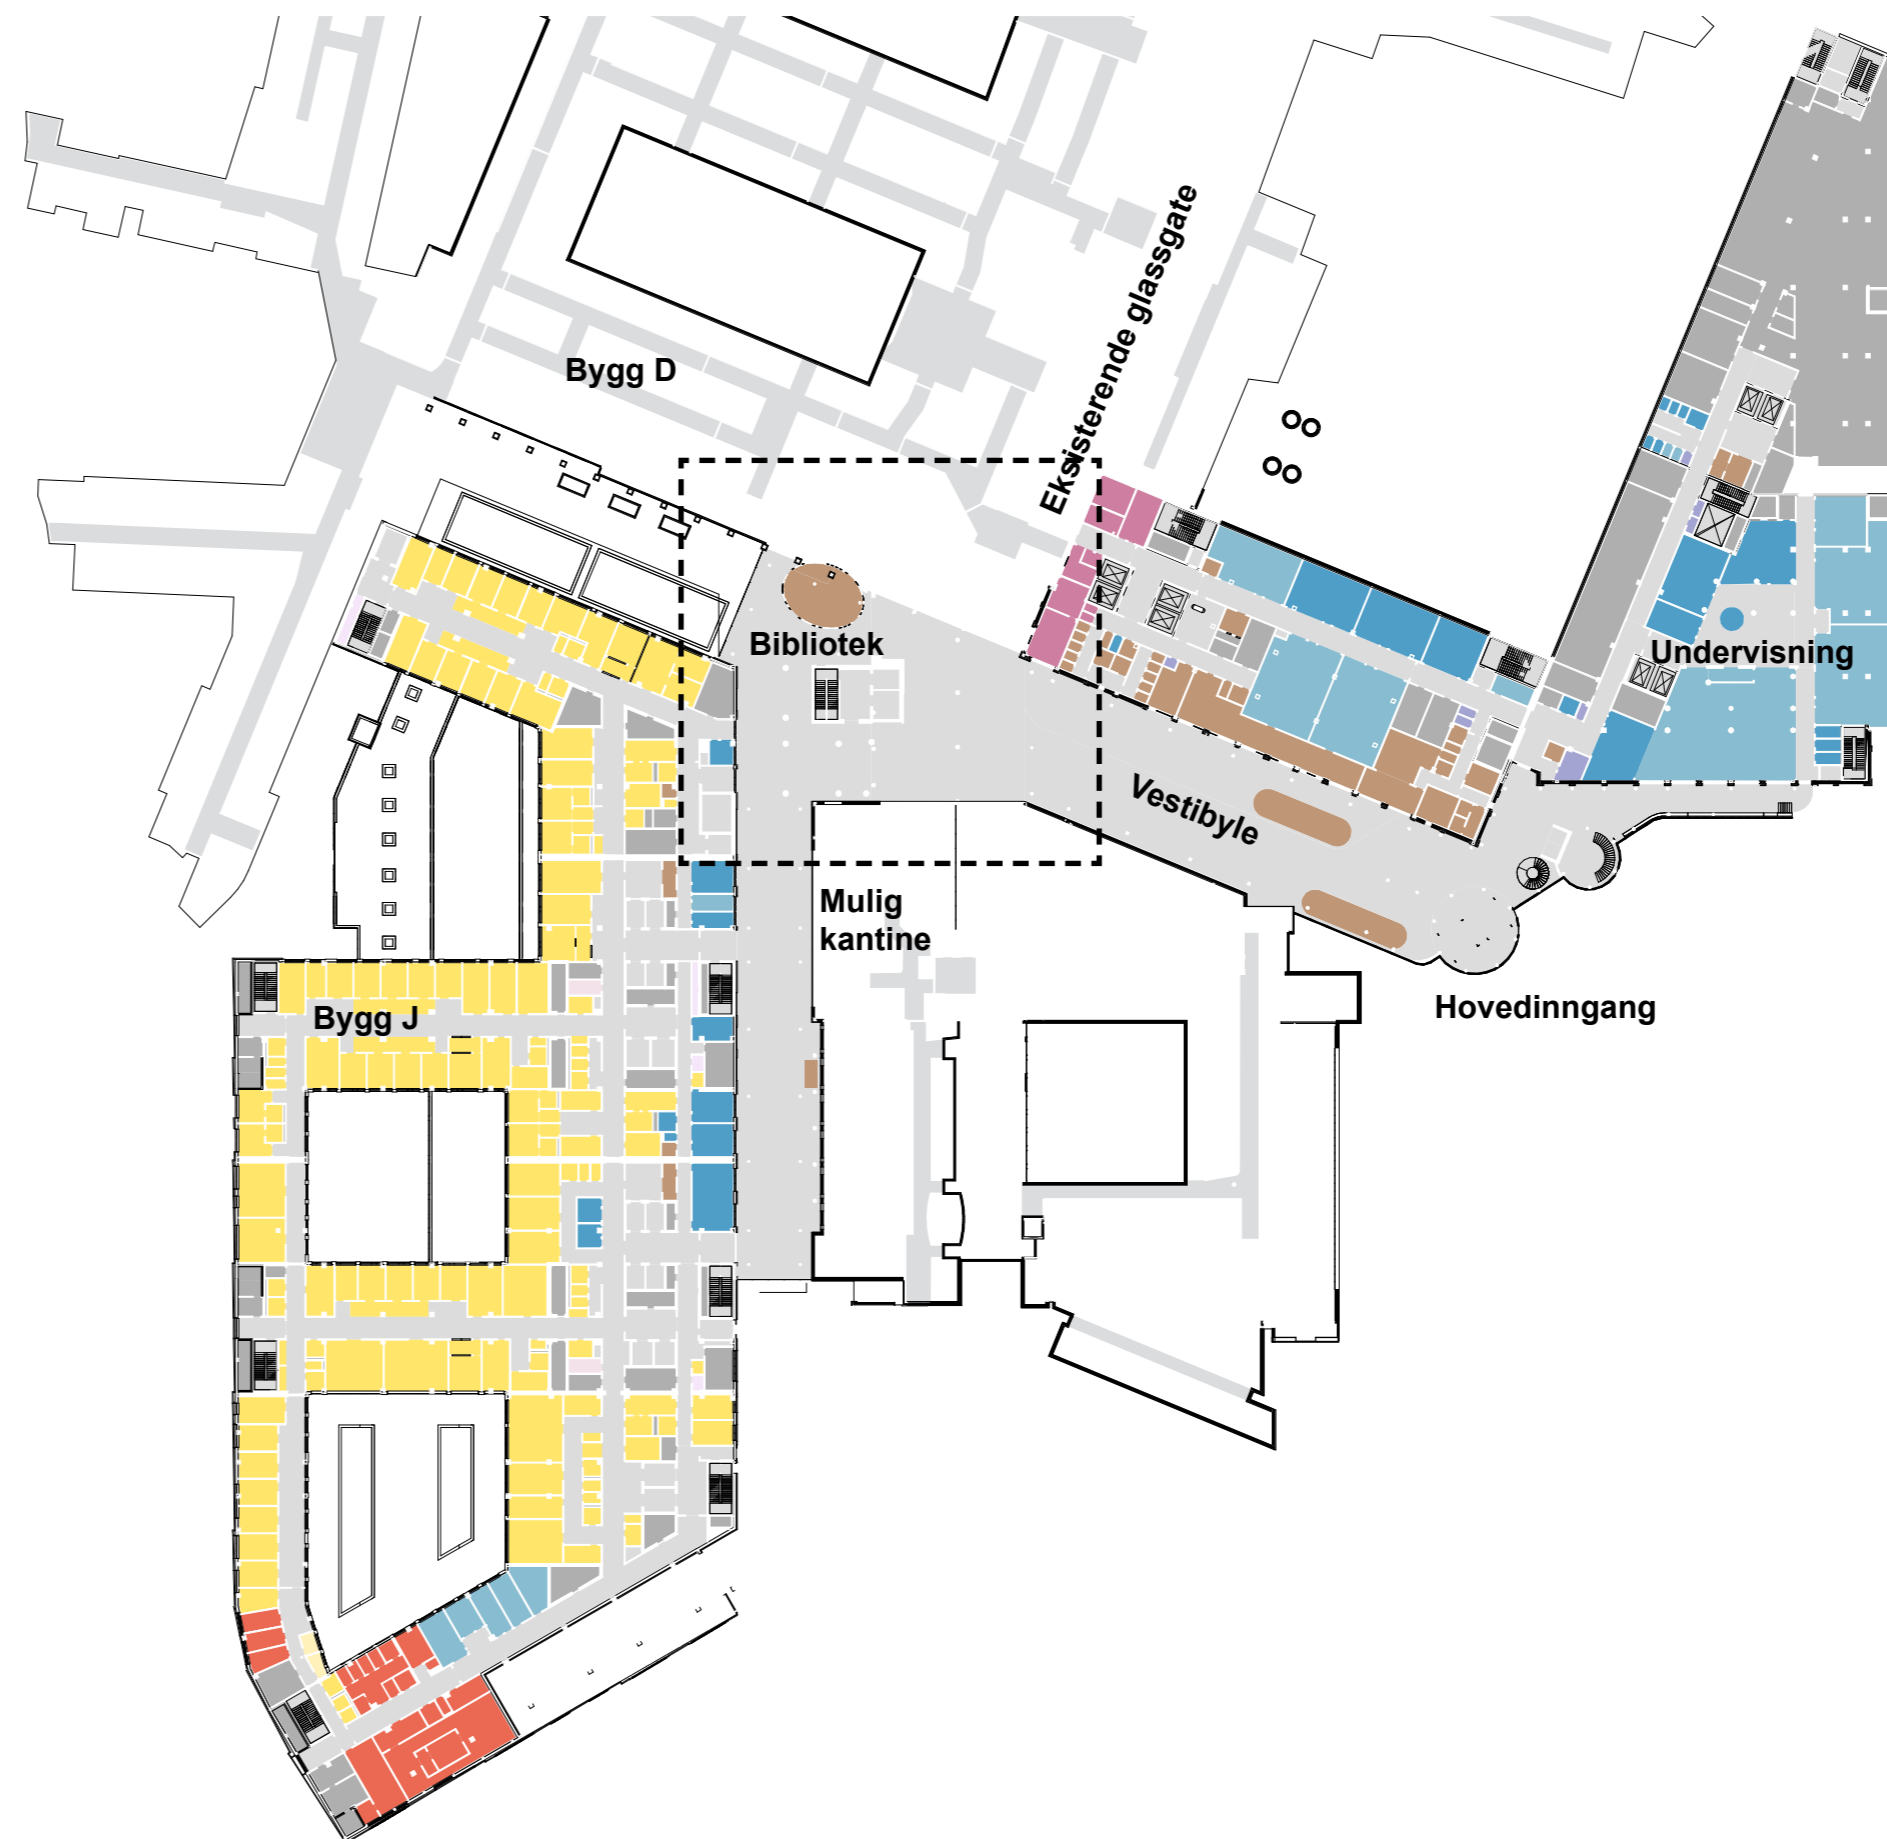 Eksisterende glassgate
Bygg D
Bibliotek
Undervisning
Vestibyle
Mulig
kantine
Bygg J
Hovedinngang